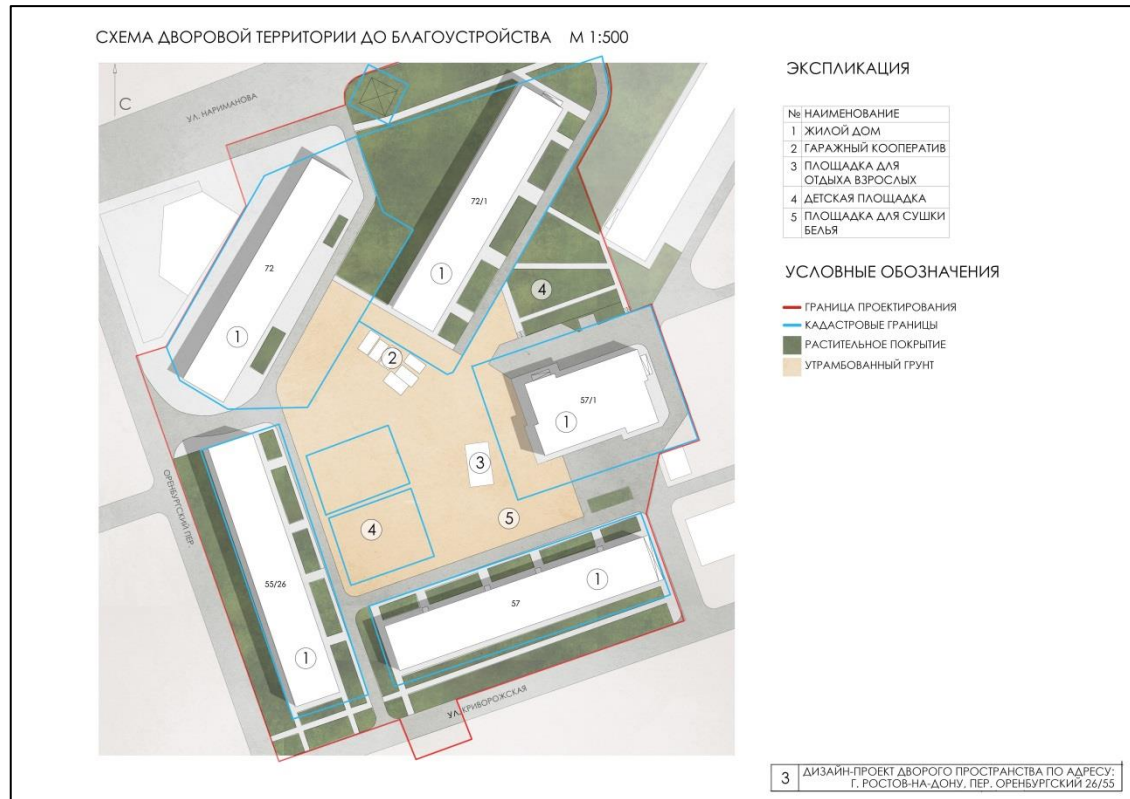 СХЕМА ДВОРОВОЙ ТЕРРИТОРИИ ДО БЛАГОУСТРОЙСТВА М 1:500
С
УЛ. НАРИМАНОВА
72
1
72/1
1
2
4
57/1
1
3
5
4
ОРЕНБУРГСКИЙ ПЕР.
55/26
1
57
1
УЛ. КРИВОРОЖСКАЯ
ЭКСПЛИКАЦИЯ
№ НАИМЕНОВАНИЕ
1 ЖИЛОЙ ДОМ
2 ГАРАЖНЫЙ КООПЕРАТИВ
3 ПЛОЩАДКА ДЛЯ
ОТДЫХА ВЗРОСЛЫХ
4 ДЕТСКАЯ ПЛОЩАДКА
5 ПЛОЩАДКА ДЛЯ СУШКИ
БЕЛЬЯ
УСЛОВНЫЕ ОБОЗНАЧЕНИЯ
ГРАНИЦА ПРОЕКТИРОВАНИЯ
КАДАСТРОВЫЕ ГРАНИЦЫ
РАСТИТЕЛЬНОЕ ПОКРЫТИЕ
УТРАМБОВАННЫЙ ГРУНТ
3
ДИЗАЙН-ПРОЕКТ ДВОРОГО ПРОСТРАНСТВА ПО АДРЕСУ:
Г. РОСТОВ-НА-ДОНУ, ПЕР. ОРЕНБУРГСКИЙ 26/55